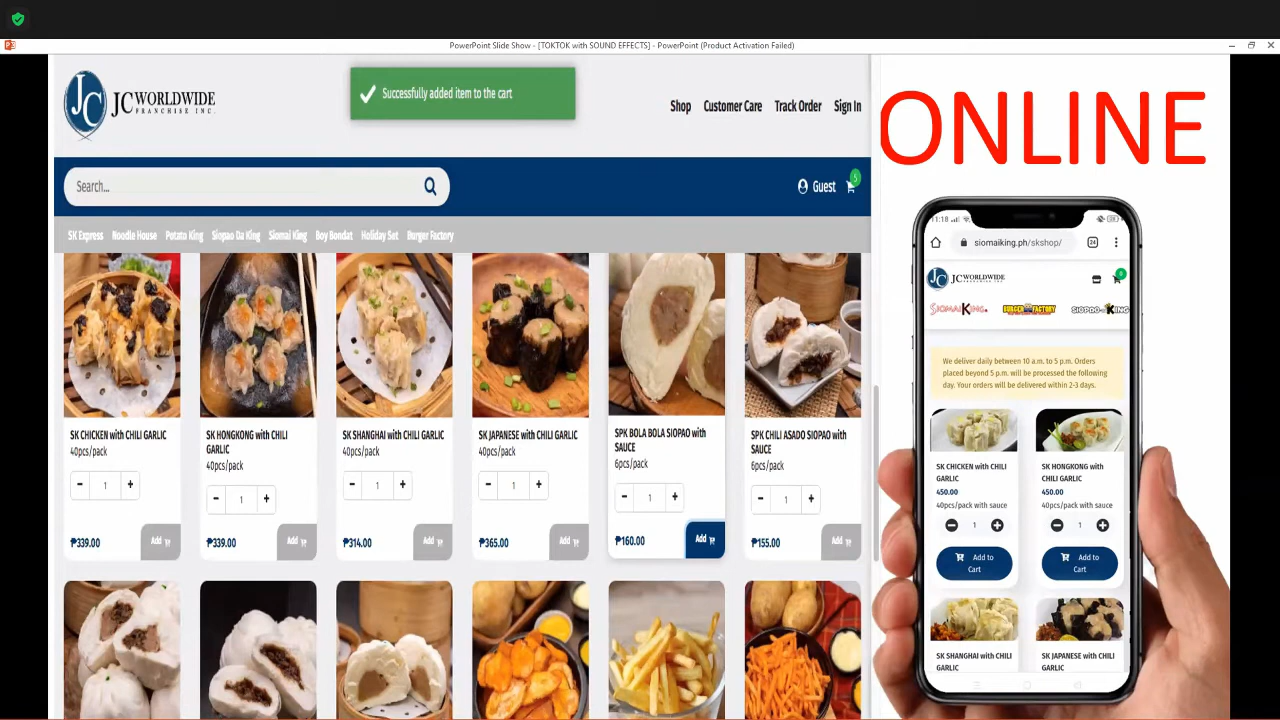 PowerPoint Slide Show - [TOKTOK with SOUND EFFECTS] - PowerPoint (Product Activation Failed)
JC WORLDWIDE
FRANCHISE INC.
Successfully added item to the cart
Shop Customer Care Track Order Sign In
Search...
Guest 5
SK Express Noodle House Potato King Siopao Da King Siomai King Boy Bondat Holiday Set Burger Factory
SK CHICKEN with CHILI GARLIC
40pcs/pack
- 1 +
₱339.00 Add
SK HONGKONG with CHILI
GARLIC
40pcs/pack
- 1 +
₱339.00 Add
SK SHANGHAI with CHILI GARLIC
40pcs/pack
- 1 +
₱314.00 Add
SK JAPANESE with CHILI GARLIC
40pcs/pack
- 1 +
₱365.00 Add
SPK BOLA BOLA SIOPAO with
SAUCE
6pcs/pack
- 1 +
₱160.00 Add
SPK CHILI ASADO SIOPAO with
SAUCE
6pcs/pack
- 1 +
₱155.00 Add
ONLINE
11:18
siomaiking.ph/skshop/
JC WORLDWIDE
SIOMAI KING. BURGER FACTORY SIOPAO DA KING
We deliver daily between 10 a.m. to 5 p.m. Orders
placed beyond 5 p.m. will be processed the following
day. Your orders will be delivered within 2-3 days.
SK CHICKEN with CHILI
GARLIC
450.00
40pcs/pack with sauce
1
Add to
Cart
SK HONGKONG with
CHILI GARLIC
450.00
40pcs/pack with sauce
1
Add to
Cart
SK SHANGHAI with CHILI
GARLIC
SK JAPANESE with CHILI
GARLIC